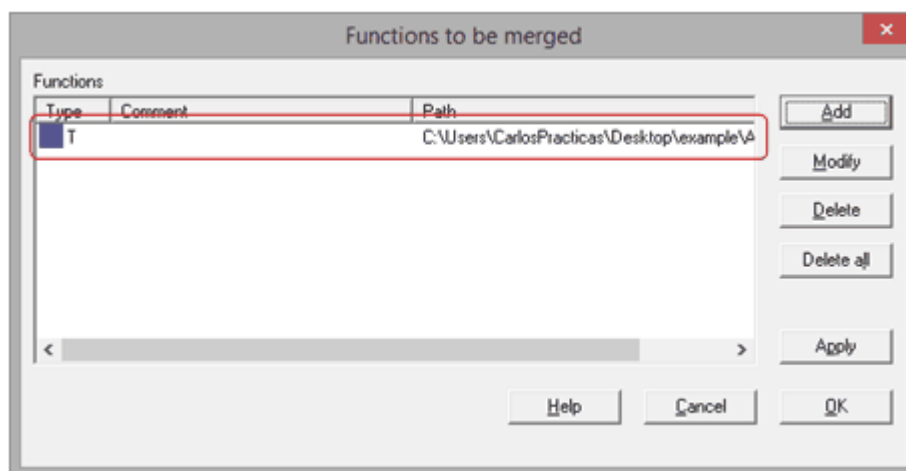 Functions to be merged
Functions
Type Comment Path
T C:\Users\CarlosPracticas\Desktop\example\A
Add
Modify
Delete
Delete all
Apply
Help Cancel OK